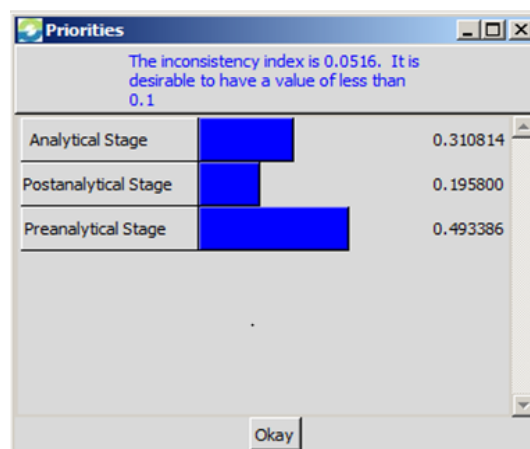 Priorities
The inconsistency index is 0.0516. It is
desirable to have a value of less than
0.1
Analytical Stage 0.310814
Postanalytical Stage 0.195800
Preanalytical Stage 0.493386
Okay